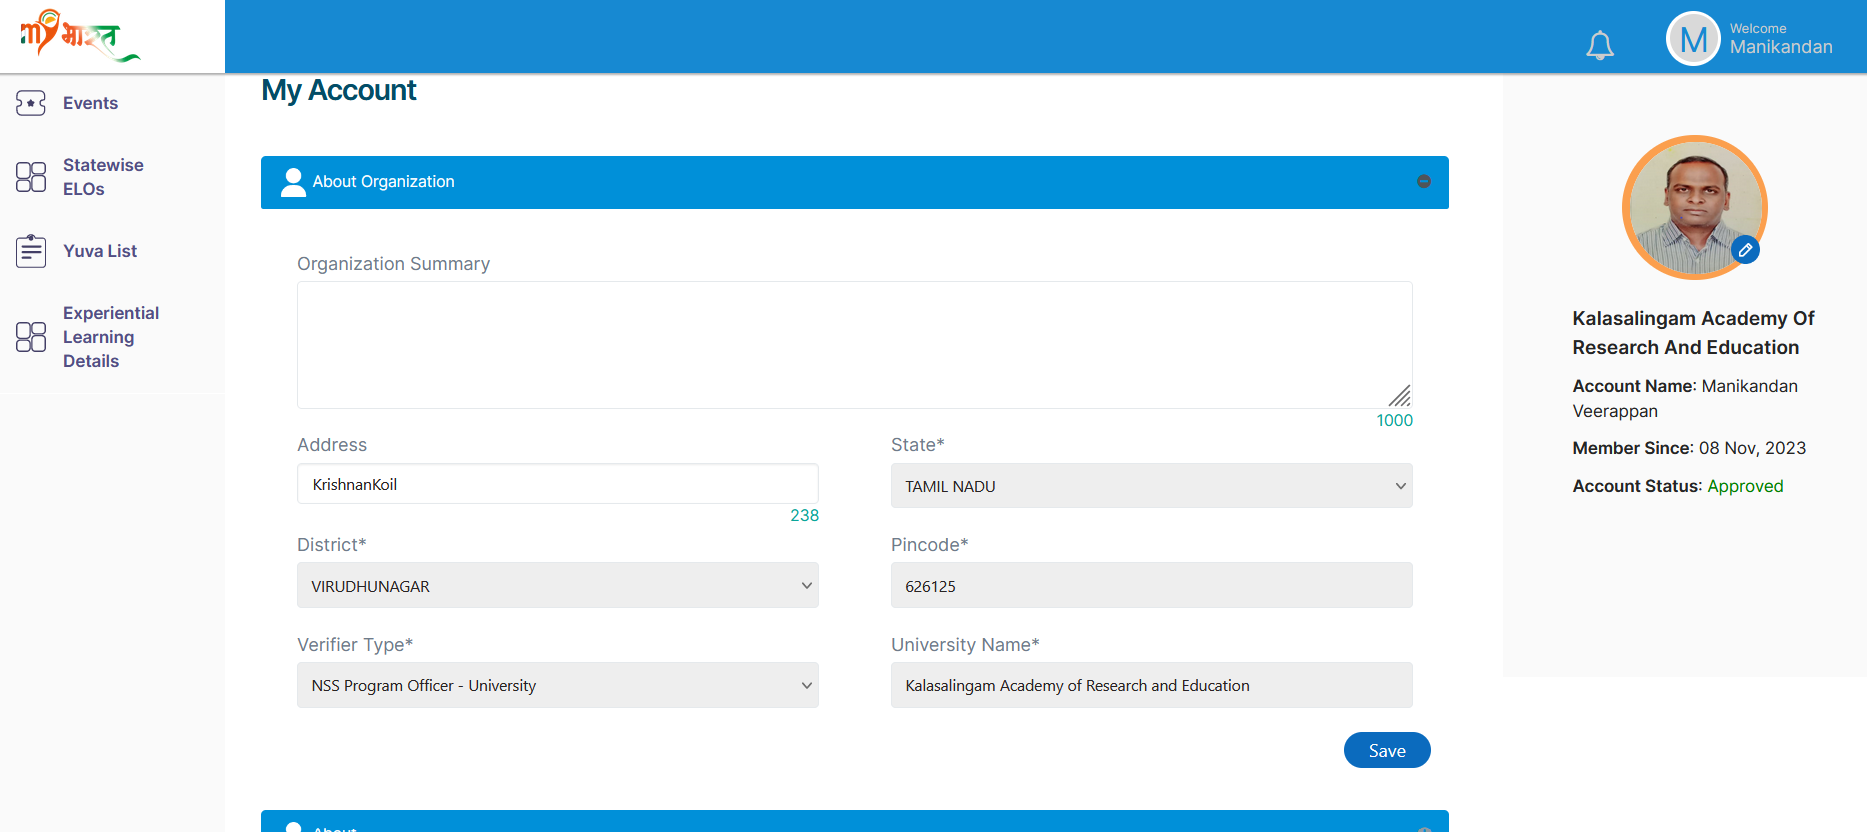 my भारत
Welcome
Manikandan
M
Events
Statewise
ELOs
Yuva List
Experiential
Learning
Details
My Account
About Organization
Organization Summary
1000
Address
KrishnanKoil
238
State*
TAMIL NADU
District*
VIRUDHUNAGAR
Pincode*
626125
Verifier Type*
NSS Program Officer - University
University Name*
Kalasalingam Academy of Research and Education
Save
About
Kalasalingam Academy Of
Research And Education
Account Name: Manikandan
Veerappan
Member Since: 08 Nov, 2023
Account Status: Approved